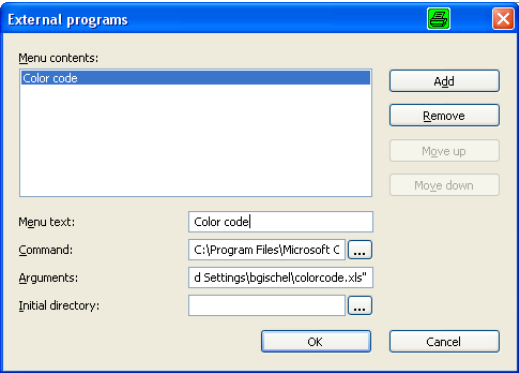 External programs
Menu contents:
Color code
Add
Remove
Move up
Move down
Menu text:
Color code
Command:
C:\Program Files\Microsoft O
...
Arguments:
d Settings\bgischel\colorcode.xls"
Initial directory:
...
OK
Cancel